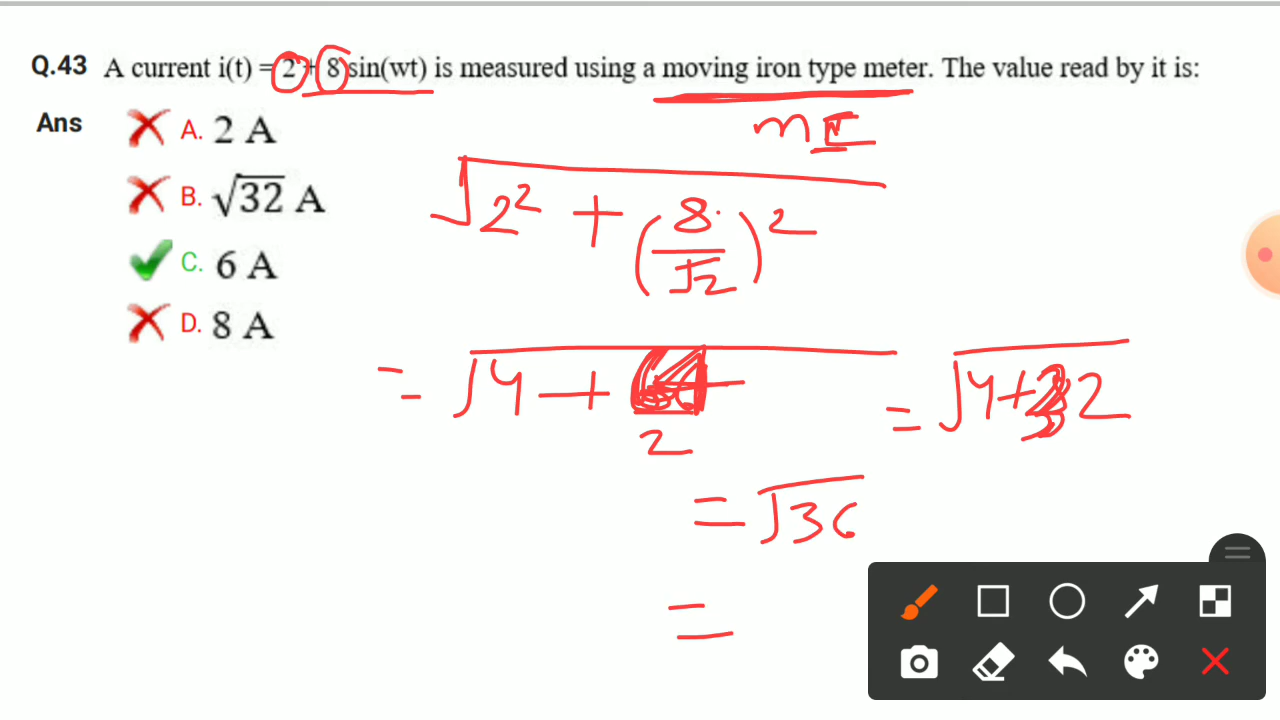 Q.43 A current i(t) = 2 + 8 sin(wt) is measured using a moving iron type meter. The value read by it is:
Ans A. 2 A
B. √32 A
C. 6 A
D. 8 A
MI
√2² + (8/√2)²
= √4 + 64/2 = √4+32
= √36
=